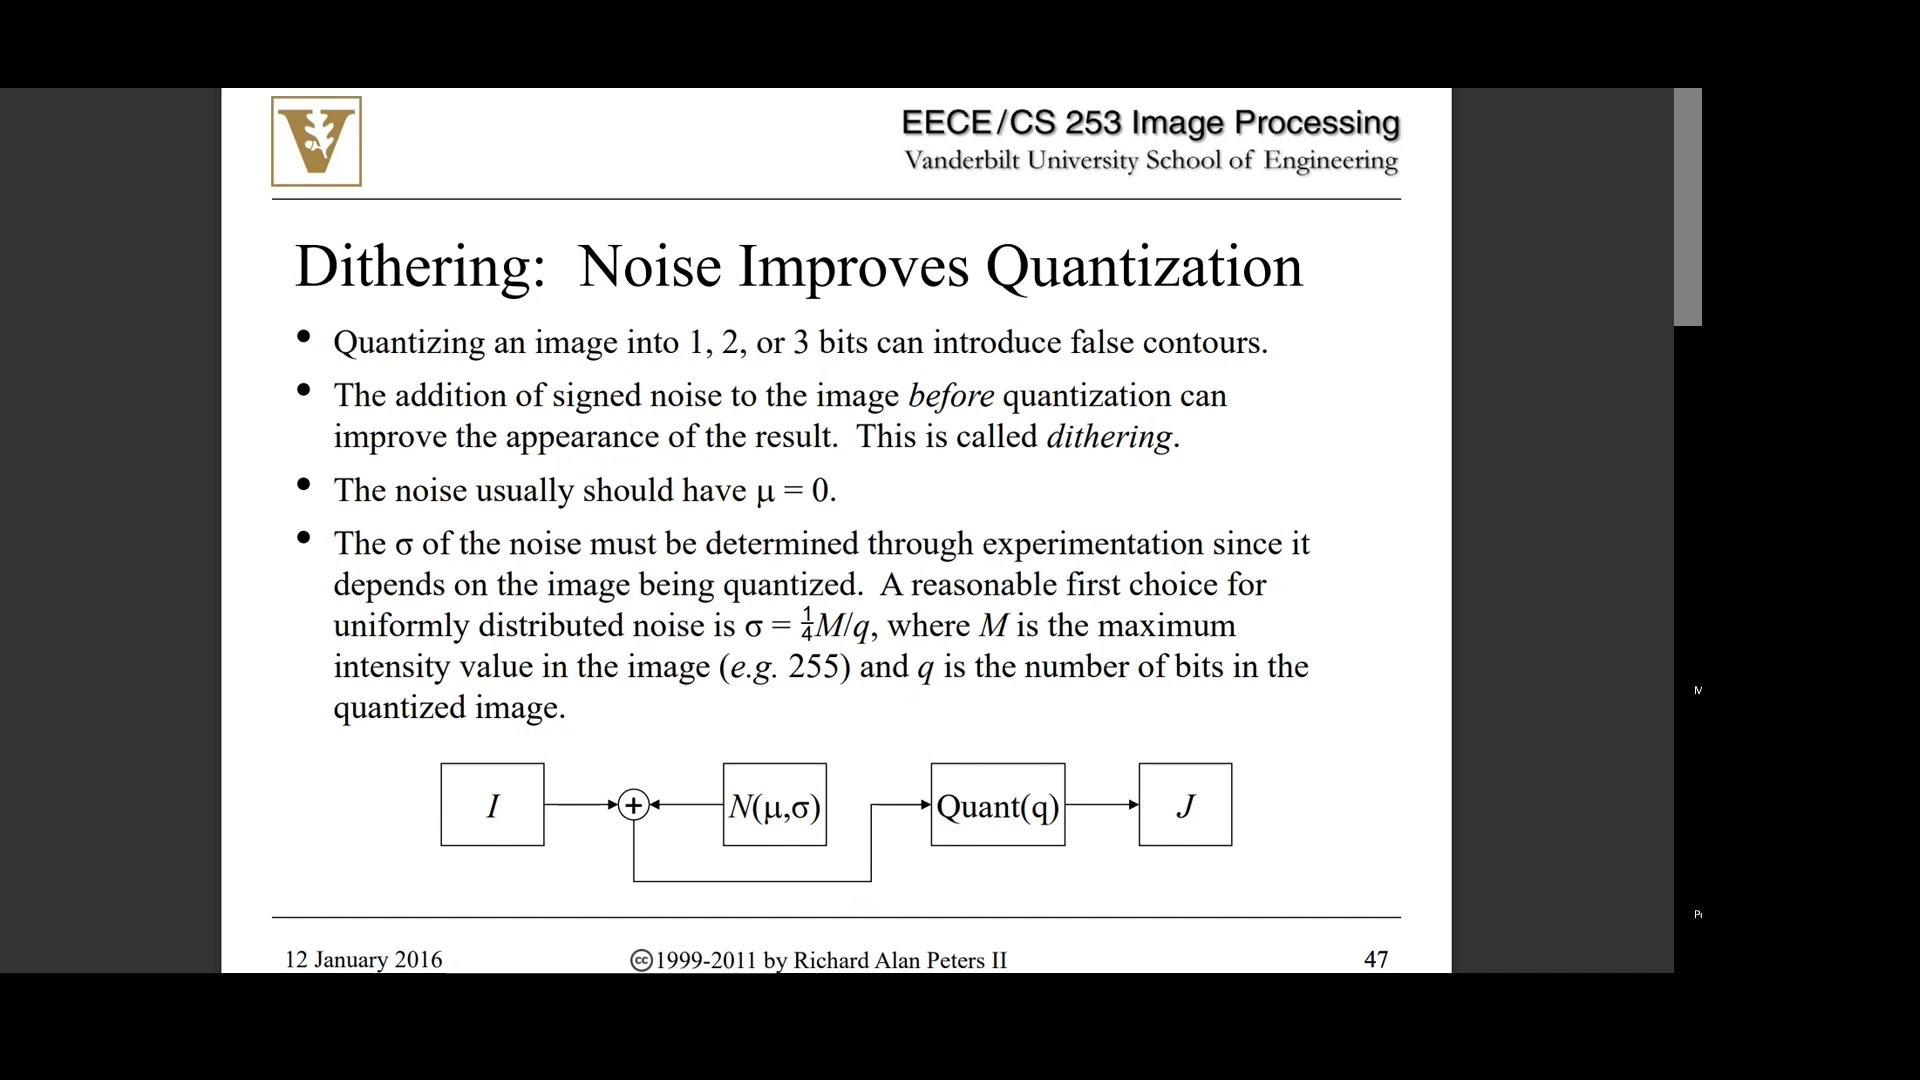 V
EECE/CS 253 Image Processing
Vanderbilt University School of Engineering
Dithering: Noise Improves Quantization
• Quantizing an image into 1, 2, or 3 bits can introduce false contours.
• The addition of signed noise to the image before quantization can
improve the appearance of the result. This is called dithering.
• The noise usually should have μ = 0.
• The σ of the noise must be determined through experimentation since it
depends on the image being quantized. A reasonable first choice for
uniformly distributed noise is σ = ¼M/q, where M is the maximum
intensity value in the image (e.g. 255) and q is the number of bits in the
quantized image.
I + N(μ,σ) Quant(q) J
12 January 2016 🅭1999-2011 by Richard Alan Peters II 47